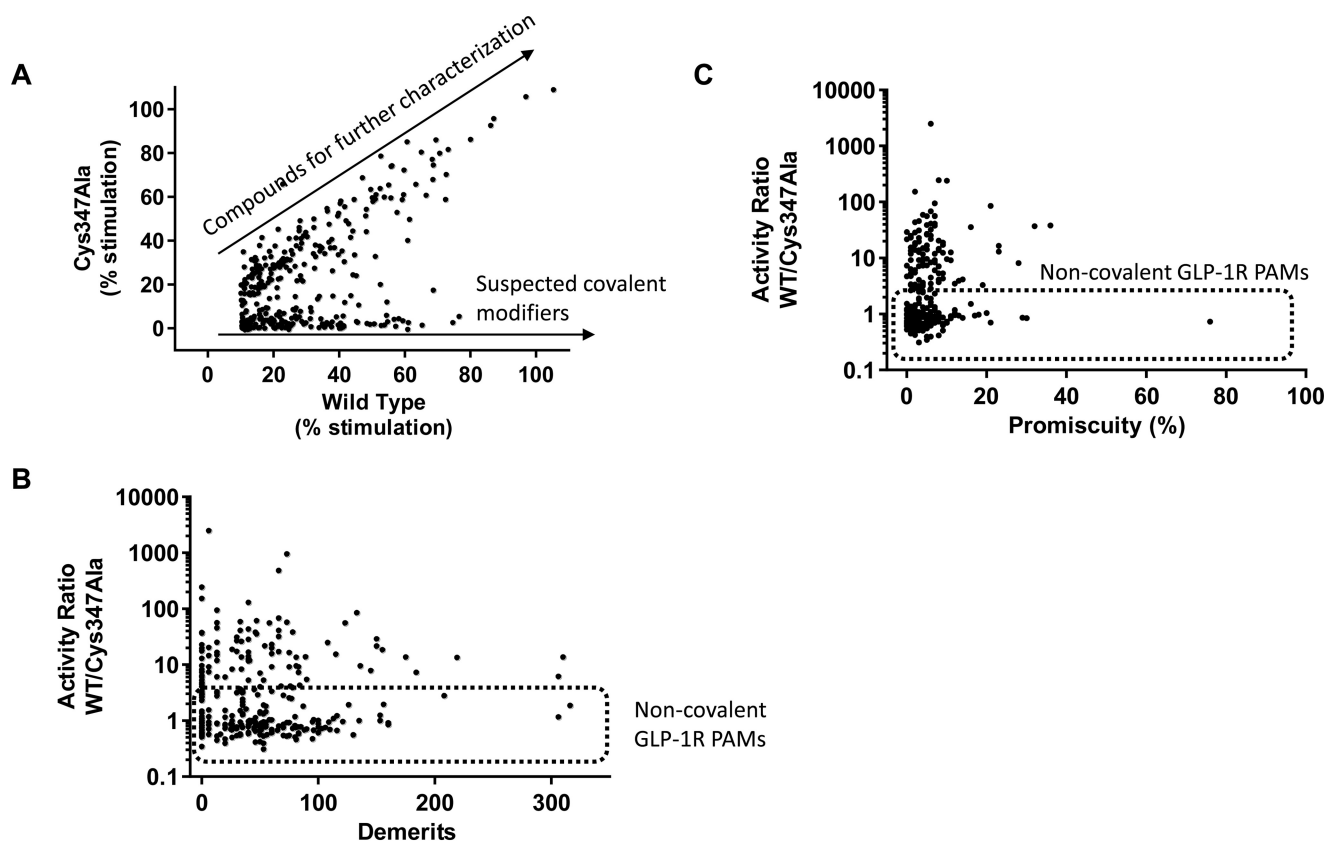 A
Cys347Ala
(% stimulation)
100
80
60
40
20
0
Compounds for further characterization
Suspected covalent
modifiers
0 20 40 60 80 100
Wild Type
(% stimulation)
C
Activity Ratio
WT/Cys347Ala
10000
1000
100
10
1
0.1
Non-covalent GLP-1R PAMs
0 20 40 60 80 100
Promiscuity (%)
B
Activity Ratio
WT/Cys347Ala
10000
1000
100
10
1
0.1
Non-covalent
GLP-1R PAMs
0 100 200 300
Demerits